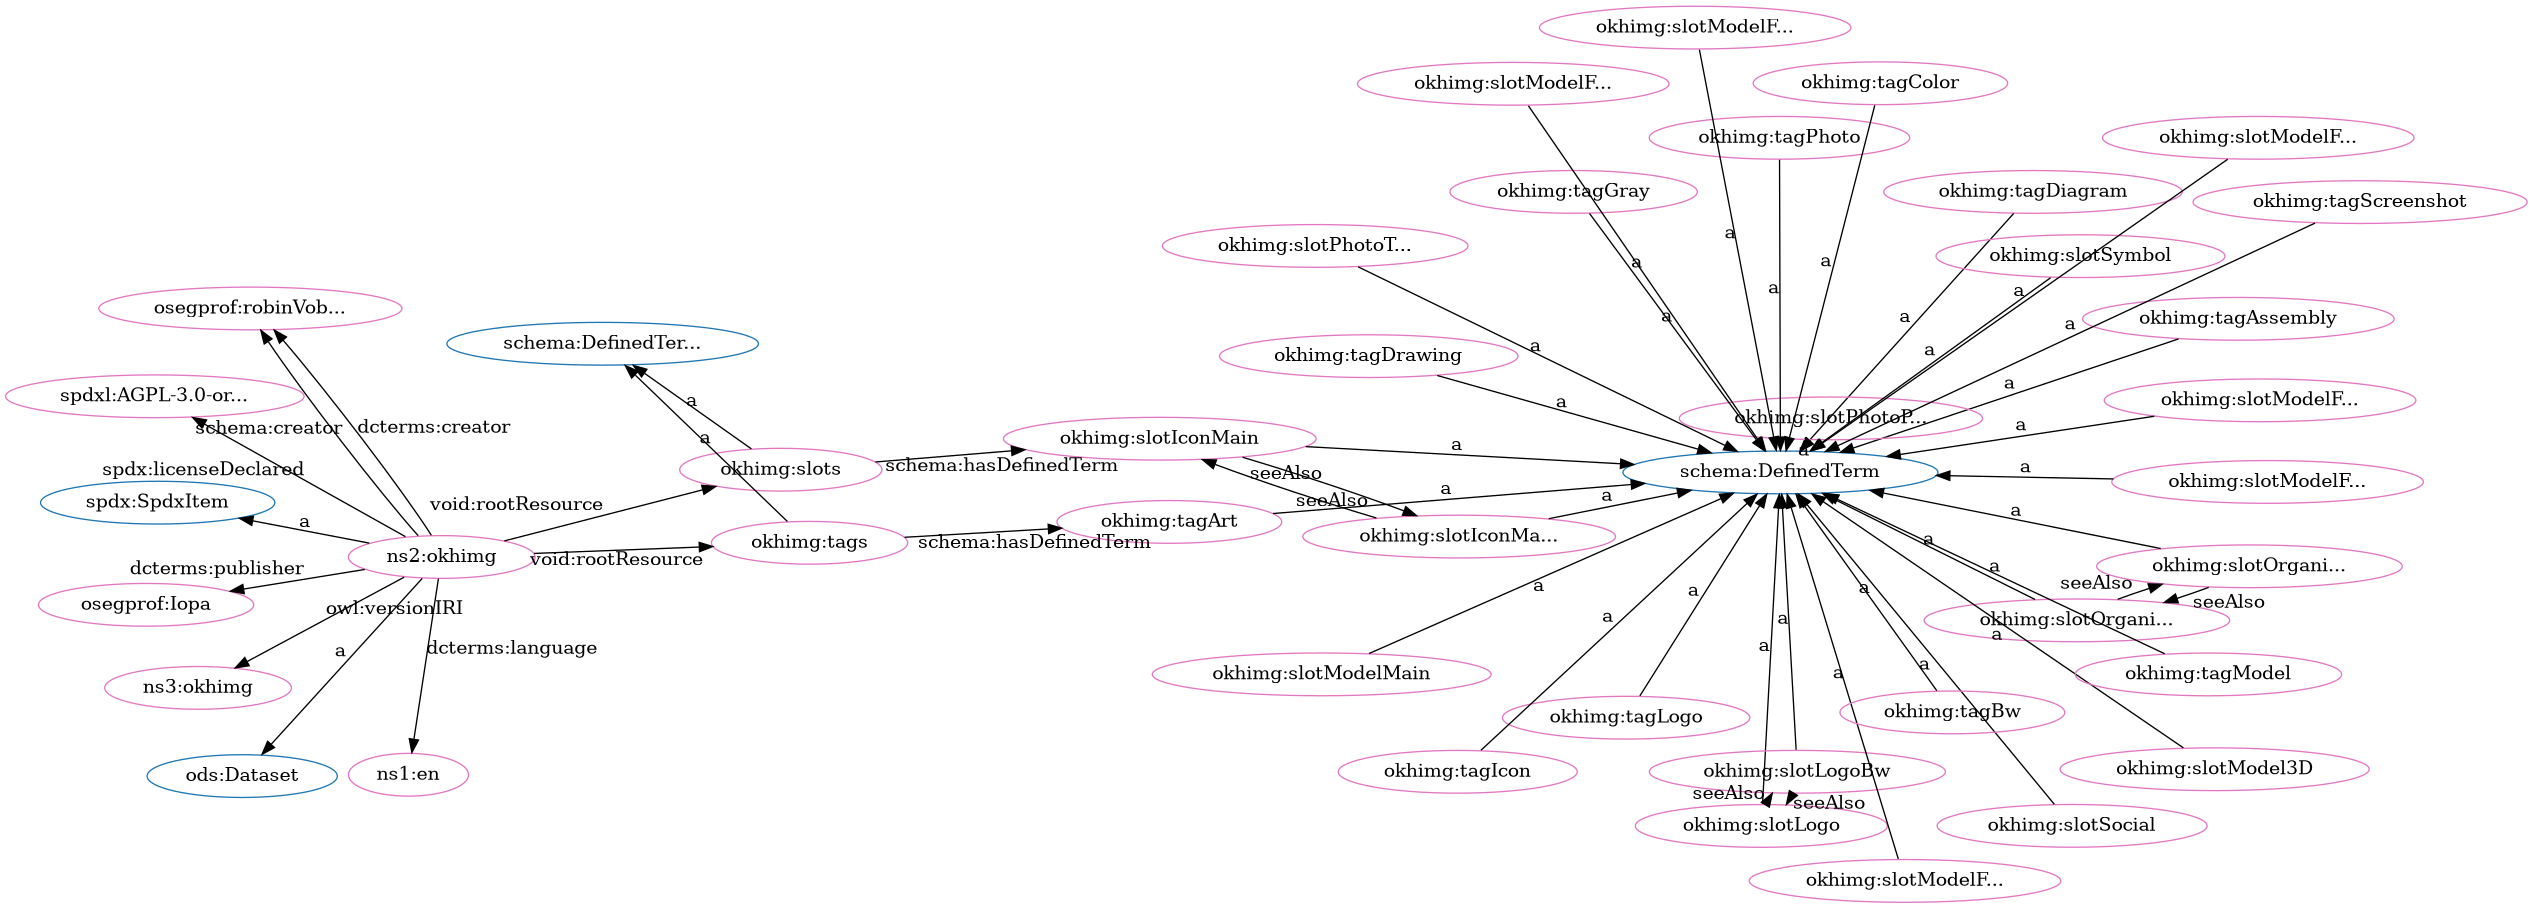 okhimg:slotModelF...
okhimg:slotModelF...
okhimg:tagColor
okhimg:tagPhoto
okhimg:slotModelF...
okhimg:tagGray
okhimg:tagDiagram
okhimg:tagScreenshot
a
okhimg:slotPhotoT...
okhimg:slotSymbol
a
a
a
a
osegprof:robinVob...
a
a
a
okhimg:tagAssembly
a
schema:DefinedTer...
a
a
okhimg:tagDrawing
spdxl:AGPL-3.0-or...
a
a
a
okhimg:slotModelF...
schema:creator
dcterms:creator
okhimg:slotPhotoP...
a
a
okhimg:slotIconMain
a
a
spdx:licenseDeclared
okhimg:slots
schema:hasDefinedTerm
seeAlso
schema:DefinedTerm
a
okhimg:slotModelF...
spdx:SpdxItem
void:rootResource
seeAlso
a
a
a
a
okhimg:tagArt
okhimg:slotIconMa...
okhimg:tags
schema:hasDefinedTerm
a
ns2:okhimg
void:rootResource
dcterms:publisher
a
okhimg:slotOrgani...
a
a
a
seeAlso
osegprof:Iopa
owl:versionIRI
seeAlso
a
a
okhimg:slotOrgani...
a
a
dcterms:language
a
a
okhimg:slotModelMain
a
a
okhimg:tagModel
ns3:okhimg
okhimg:tagLogo
okhimg:tagBw
ods:Dataset
ns1:en
okhimg:tagIcon
okhimg:slotLogoBw
okhimg:slotModel3D
seeAlso
seeAlso
okhimg:slotLogo
okhimg:slotSocial
okhimg:slotModelF...